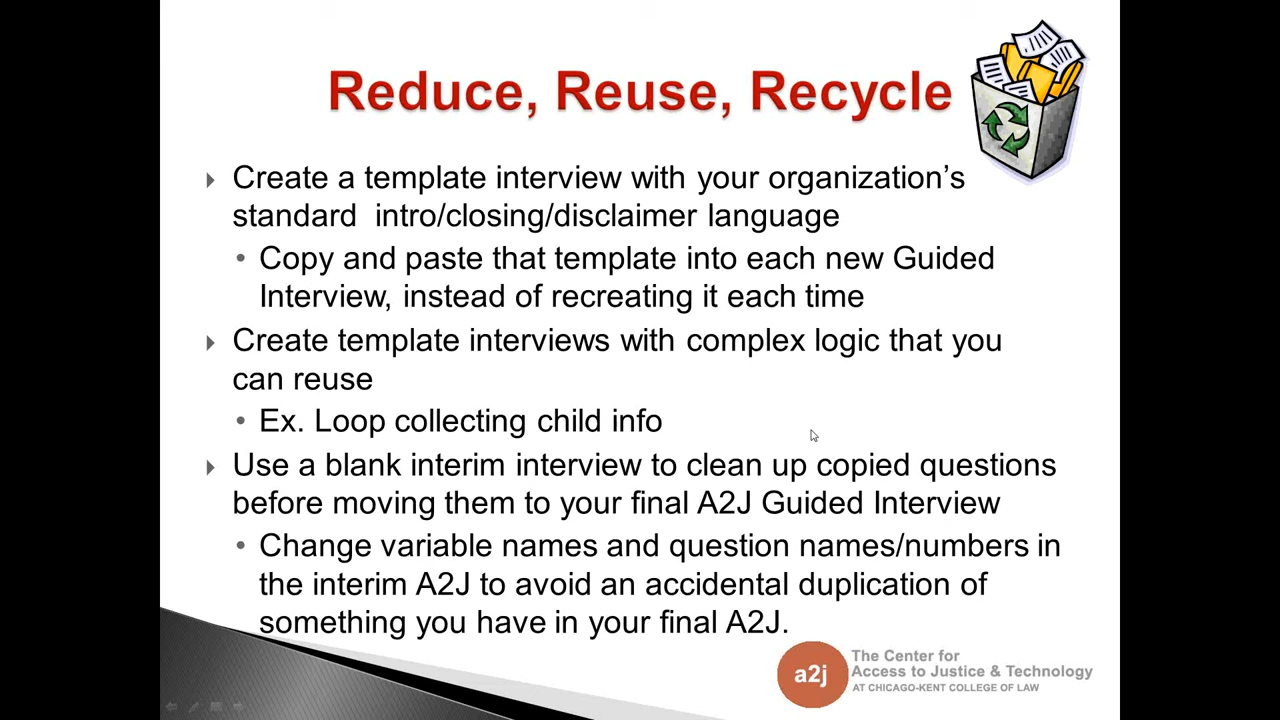 Reduce, Reuse, Recycle
Create a template interview with your organization’s
standard intro/closing/disclaimer language
Copy and paste that template into each new Guided
Interview, instead of recreating it each time
Create template interviews with complex logic that you
can reuse
Ex. Loop collecting child info
Use a blank interim interview to clean up copied questions
before moving them to your final A2J Guided Interview
Change variable names and question names/numbers in
the interim A2J to avoid an accidental duplication of
something you have in your final A2J.
a2j
The Center for
Access to Justice & Technology
AT CHICAGO-KENT COLLEGE OF LAW